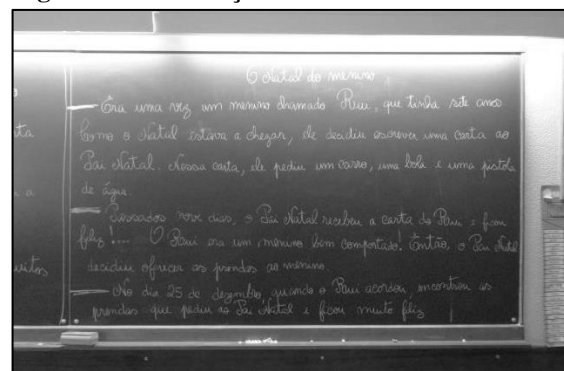 O Natal do menino
Era uma vez um menino chamado Rui, que tinha sete anos
Como o Natal estava a chegar, ele decidiu escrever uma carta ao
ta
Pai Natal. Nessa carta, ele pediu um carro, uma bola e uma pistola
a
de água.
Passados nove dias, o Pai Natal recebeu a carta do Rui e ficou
feliz!... O Rui era um menino bem comportado! Então, o Pai Natal
decidiu oferecer as prendas ao menino.
No dia 25 de dezembro, quando o Rui acordou, encontrou as
prendas que pediu ao Pai Natal e ficou muito feliz